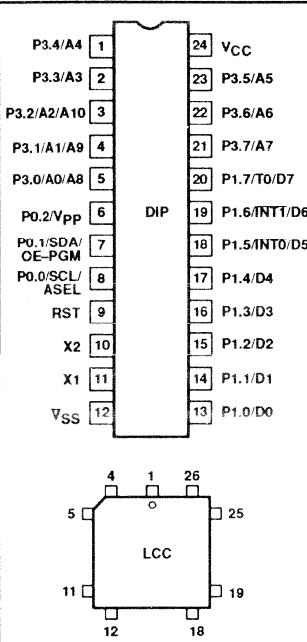 P3.4/A4 1 24 VCC
P3.3/A3 2 23 P3.5/A5
P3.2/A2/A10 3 22 P3.6/A6
P3.1/A1/A9 4 21 P3.7/A7
P3.0/A0/A8 5 20 P1.7/T0/D7
P0.2/VPP 6 DIP 19 P1.6/INT1/D6
P0.1/SDA/
OE–PGM 7 18 P1.5/INT0/D5
P0.0/SCL/
ASEL 8 17 P1.4/D4
RST 9 16 P1.3/D3
X2 10 15 P1.2/D2
X1 11 14 P1.1/D1
VSS 12 13 P1.0/D0
4 1 26
5 25
LCC
11 19
12 18